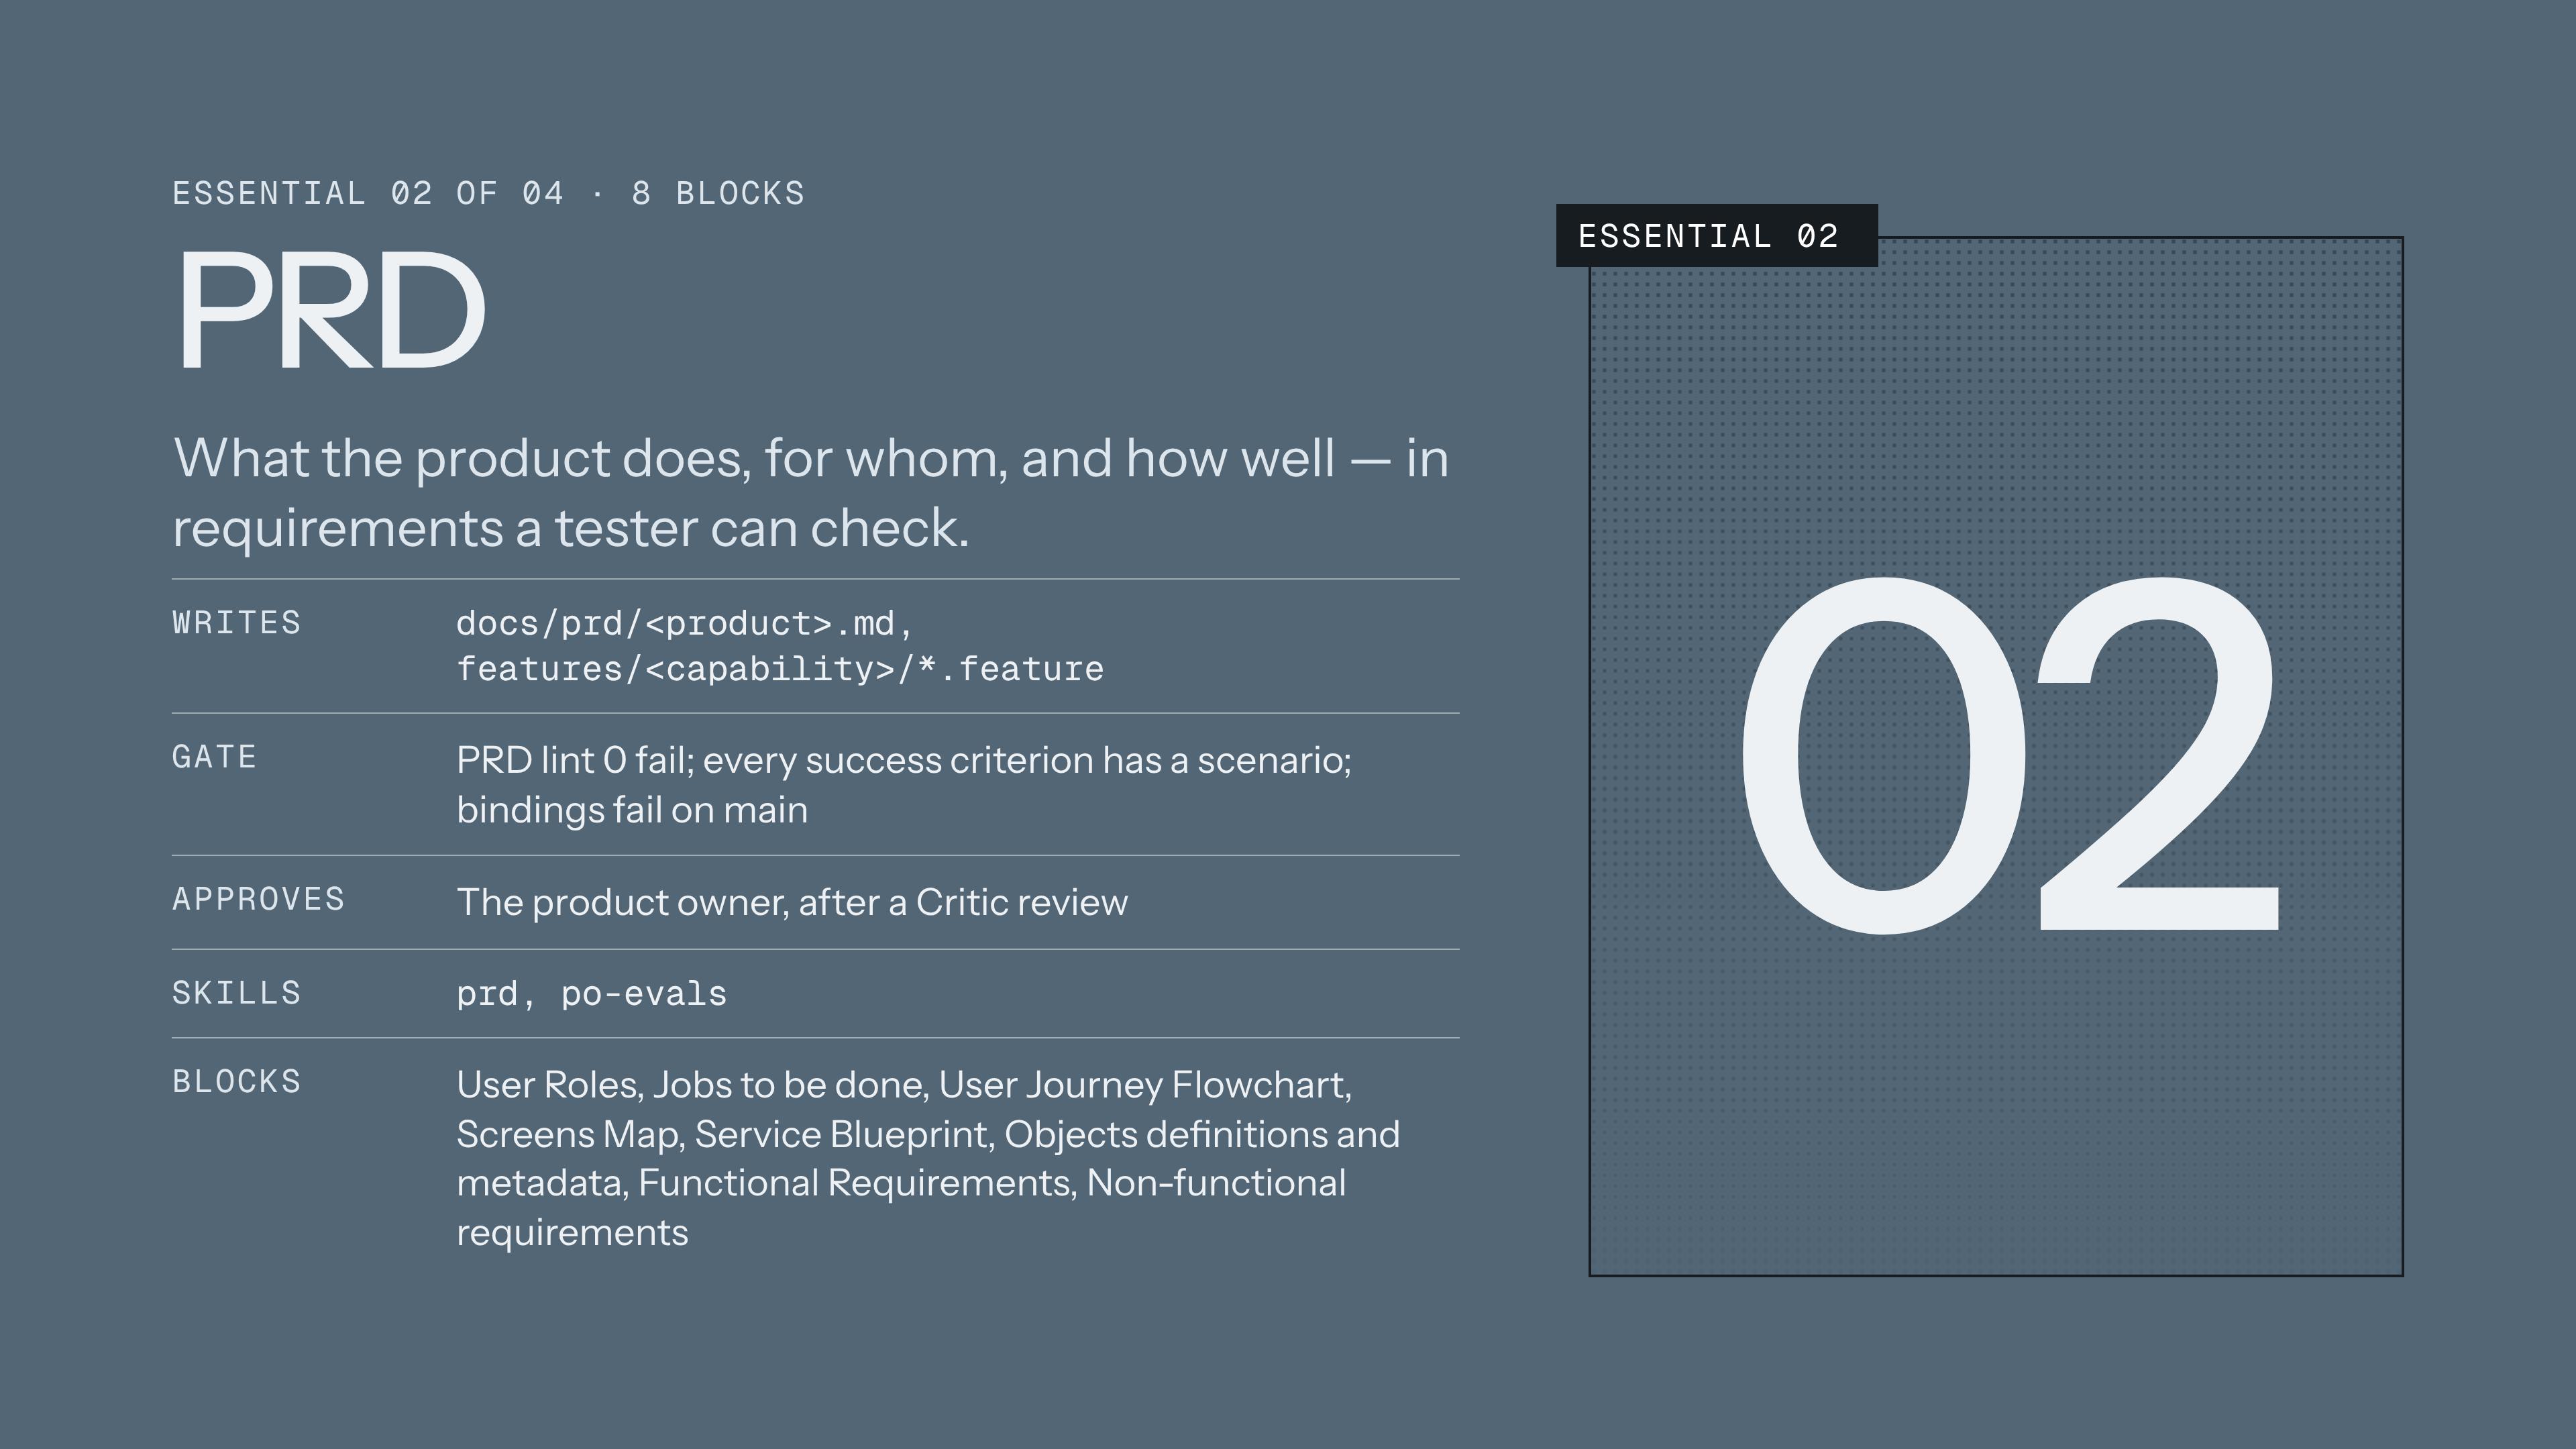 ESSENTIAL 02 OF 04 · 8 BLOCKS
PRD
What the product does, for whom, and how well — in
requirements a tester can check.
WRITES
docs/prd/<product>.md,
features/<capability>/*.feature
GATE
PRD lint 0 fail; every success criterion has a scenario;
bindings fail on main
APPROVES
The product owner, after a Critic review
SKILLS
prd, po-evals
BLOCKS
User Roles, Jobs to be done, User Journey Flowchart,
Screens Map, Service Blueprint, Objects definitions and
metadata, Functional Requirements, Non-functional
requirements
ESSENTIAL 02
02